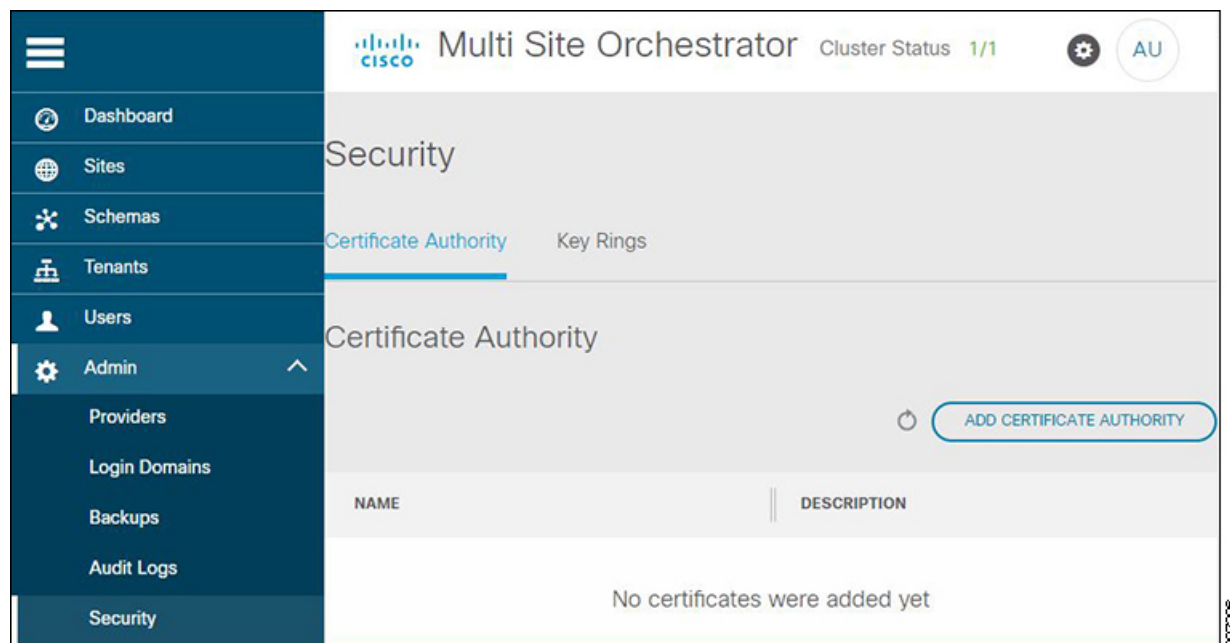 CISCO
Multi Site Orchestrator Cluster Status 1/1 AU
Dashboard
Sites
Schemas
Tenants
Users
Admin
Providers
Login Domains
Backups
Audit Logs
Security
Security
Certificate Authority Key Rings
Certificate Authority
ADD CERTIFICATE AUTHORITY
NAME DESCRIPTION
No certificates were added yet